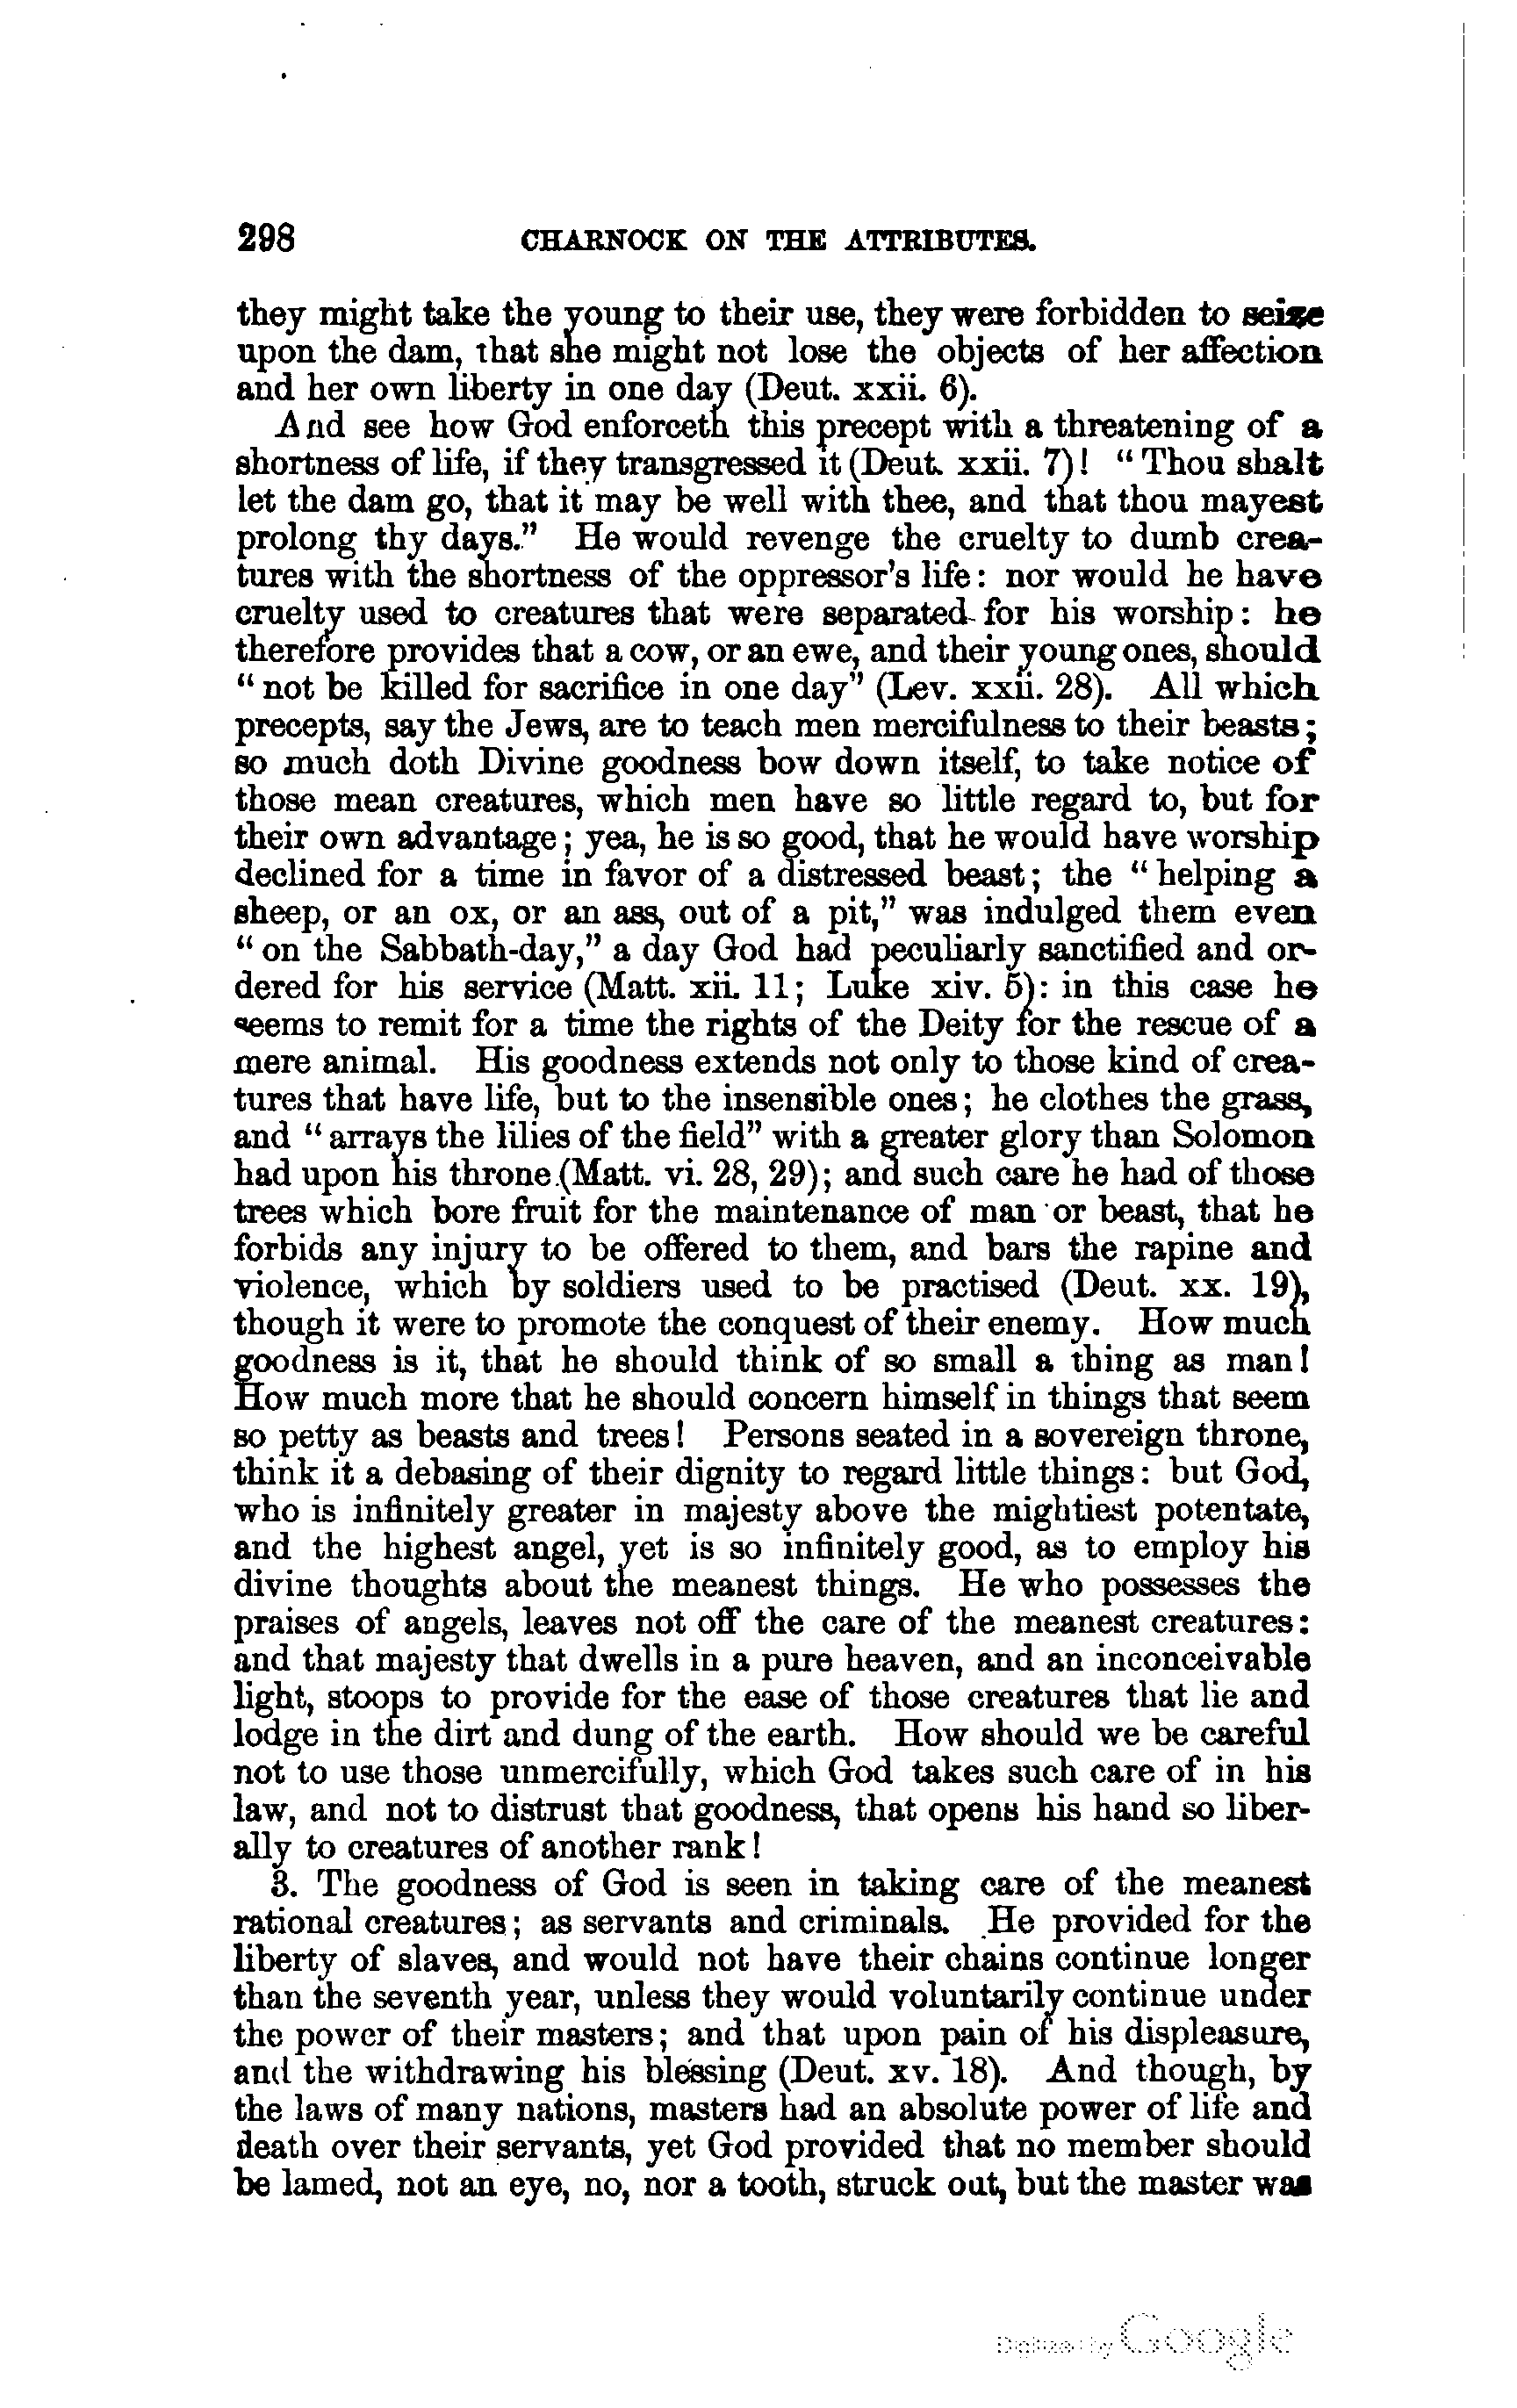 298 CHARNOCK ON THE ATTRIBUTES.
they might take the young to their use, they were forbidden to seize
upon the dam, that she might not lose the objects of her affection
and her own liberty in one day (Deut. xxii. 6).
And see how God enforceth this precept with a threatening of a
shortness of life, if they transgressed it (Deut. xxii. 7)! "Thou shalt
let the dam go, that it may be well with thee, and that thou mayest
prolong thy days." He would revenge the cruelty to dumb crea-
tures with the shortness of the oppressor's life: nor would he have
cruelty used to creatures that were separated for his worship: he
therefore provides that a cow, or an ewe, and their young ones, should
"not be killed for sacrifice in one day" (Lev. xxii. 28). All which
precepts, say the Jews, are to teach men mercifulness to their beasts;
so much doth Divine goodness bow down itself, to take notice of
those mean creatures, which men have so little regard to, but for
their own advantage; yea, he is so good, that he would have worship
declined for a time in favor of a distressed beast; the "helping a
sheep, or an ox, or an ass, out of a pit," was indulged them even
"on the Sabbath-day," a day God had peculiarly sanctified and or-
dered for his service (Matt. xii. 11; Luke xiv. 5): in this case he
seems to remit for a time the rights of the Deity for the rescue of a
mere animal. His goodness extends not only to those kind of crea-
tures that have life, but to the insensible ones; he clothes the grass,
and "arrays the lilies of the field" with a greater glory than Solomon
had upon his throne (Matt. vi. 28, 29); and such care he had of those
trees which bore fruit for the maintenance of man or beast, that he
forbids any injury to be offered to them, and bars the rapine and
violence, which by soldiers used to be practised (Deut. xx. 19),
though it were to promote the conquest of their enemy. How much
goodness is it, that he should think of so small a thing as man!
How much more that he should concern himself in things that seem
so petty as beasts and trees! Persons seated in a sovereign throne,
think it a debasing of their dignity to regard little things: but God,
who is infinitely greater in majesty above the mightiest potentate,
and the highest angel, yet is so infinitely good, as to employ his
divine thoughts about the meanest things. He who possesses the
praises of angels, leaves not off the care of the meanest creatures:
and that majesty that dwells in a pure heaven, and an inconceivable
light, stoops to provide for the ease of those creatures that lie and
lodge in the dirt and dung of the earth. How should we be careful
not to use those unmercifully, which God takes such care of in his
law, and not to distrust that goodness, that opens his hand so liber-
ally to creatures of another rank!
3. The goodness of God is seen in taking care of the meanest
rational creatures; as servants and criminals. He provided for the
liberty of slaves, and would not have their chains continue longer
than the seventh year, unless they would voluntarily continue under
the power of their masters; and that upon pain of his displeasure,
and the withdrawing his blessing (Deut. xv. 18). And though, by
the laws of many nations, masters had an absolute power of life and
death over their servants, yet God provided that no member should
be lamed, not an eye, no, nor a tooth, struck out, but the master was
Digitized by Google